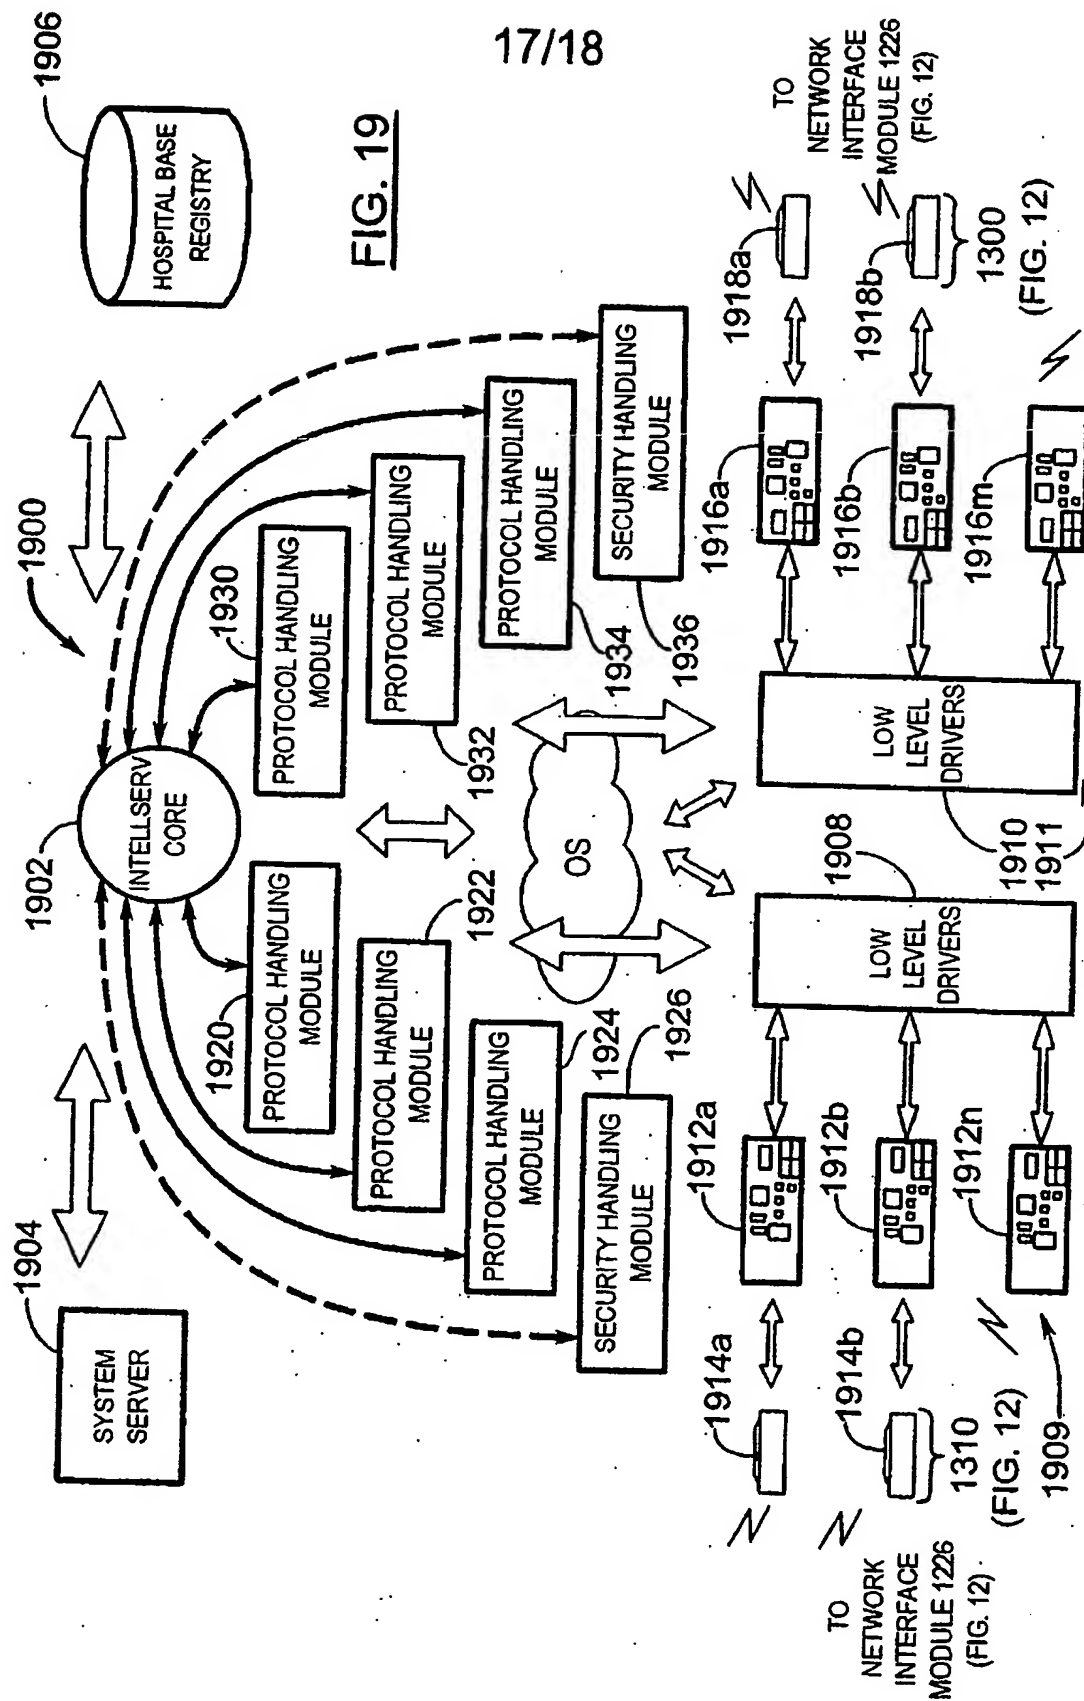 17/18
FIG. 19
1900
1902
INTELLSERV
CORE
1904
SYSTEM
SERVER
1906
HOSPITAL BASE
REGISTRY
1920
PROTOCOL HANDLING
MODULE
1922
PROTOCOL HANDLING
MODULE
1924
PROTOCOL HANDLING
MODULE
1926
SECURITY HANDLING
MODULE
1930
PROTOCOL HANDLING
MODULE
1932
PROTOCOL HANDLING
MODULE
1934
PROTOCOL HANDLING
MODULE
1936
SECURITY HANDLING
MODULE
OS
1908
LOW
LEVEL
DRIVERS
LOW
LEVEL
DRIVERS
1910
1911
1912a
1912b
1912n
1914a
1914b
1310
(FIG. 12)
1909
TO
NETWORK
INTERFACE
MODULE 1226
(FIG. 12)
1916a
1916b
1916m
1918a
1918b
1300
(FIG. 12)
TO
NETWORK
INTERFACE
MODULE 1226
(FIG. 12)